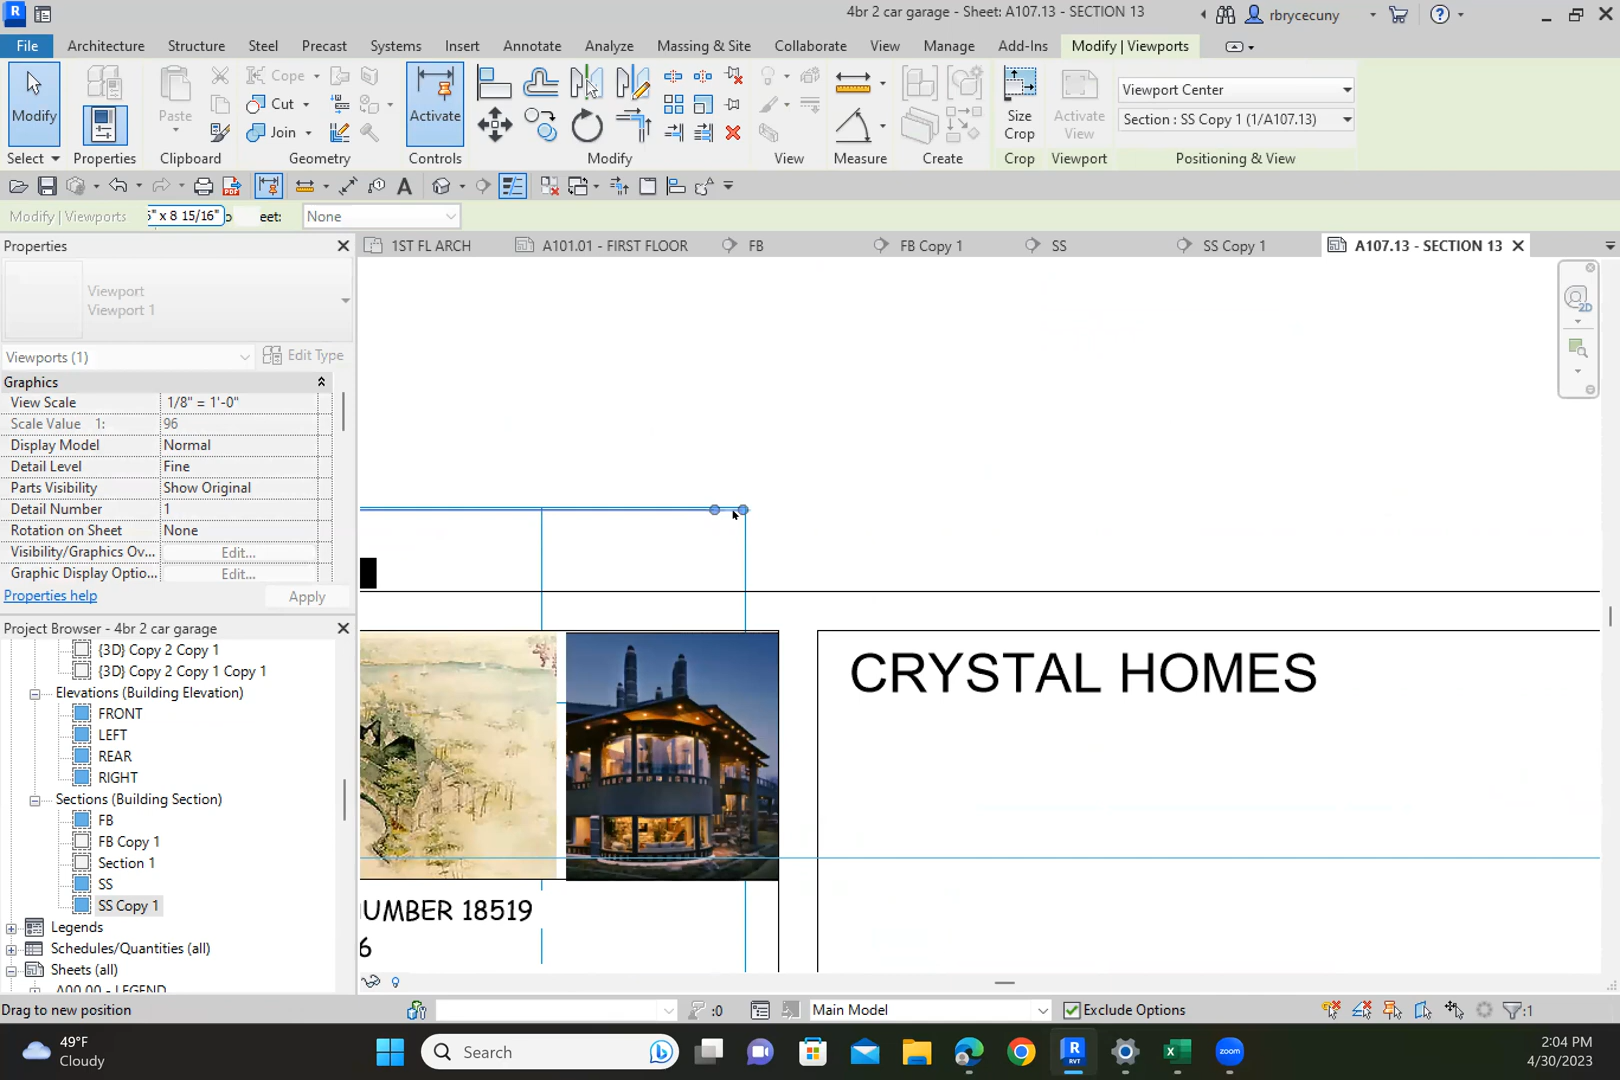 4br 2 car garage - Sheet: A107.13 - SECTION 13
rbrycecuny
File Architecture Structure Steel Precast Systems Insert Annotate Analyze Massing & Site Collaborate View Manage Add-Ins Modify | Viewports
Modify
Paste
Cope
Cut
Join
Activate
Size Crop
Activate View
Viewport Center
Section : SS Copy 1 (1/A107.13)
Select Properties Clipboard Geometry Controls Modify View Measure Create Crop Viewport Positioning & View
Modify | Viewports x 8 15/16" eet: None
Properties
1ST FL ARCH A101.01 - FIRST FLOOR FB FB Copy 1 SS SS Copy 1 A107.13 - SECTION 13
Viewport
Viewport 1
Viewports (1) Edit Type
Graphics
View Scale 1/8" = 1'-0"
Scale Value 1: 96
Display Model Normal
Detail Level Fine
Parts Visibility Show Original
Detail Number 1
Rotation on Sheet None
Visibility/Graphics Ov... Edit...
Graphic Display Optio... Edit...
Properties help Apply
Project Browser - 4br 2 car garage
{3D} Copy 2 Copy 1
{3D} Copy 2 Copy 1 Copy 1
Elevations (Building Elevation)
FRONT
LEFT
REAR
RIGHT
Sections (Building Section)
FB
FB Copy 1
Section 1
SS
SS Copy 1
Legends
Schedules/Quantities (all)
Sheets (all)
A00.00 - LEGEND
CRYSTAL HOMES
UMBER 18519
6
2D
Drag to new position :0 Main Model Exclude Options :1
49°F
Cloudy
Search
RVT
zoom
2:04 PM
4/30/2023